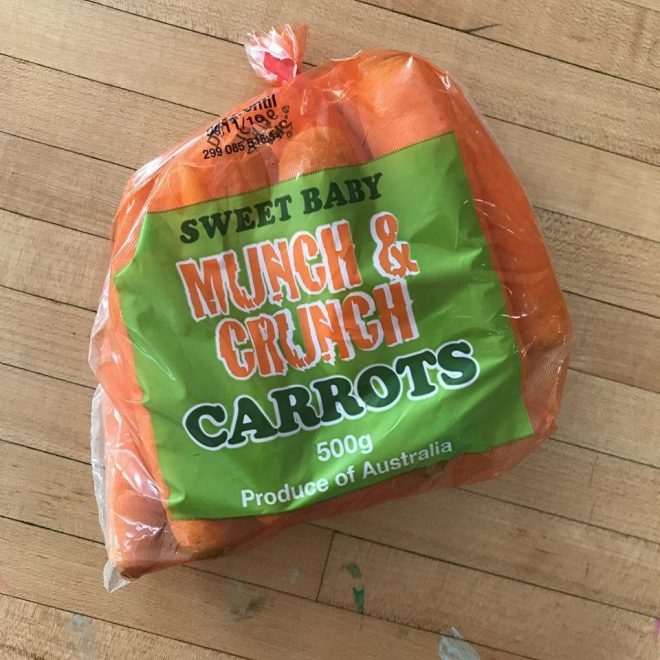 SWEET BABY
MUNCH &
CRUNCH
CARROTS
500g
Produce of Australia